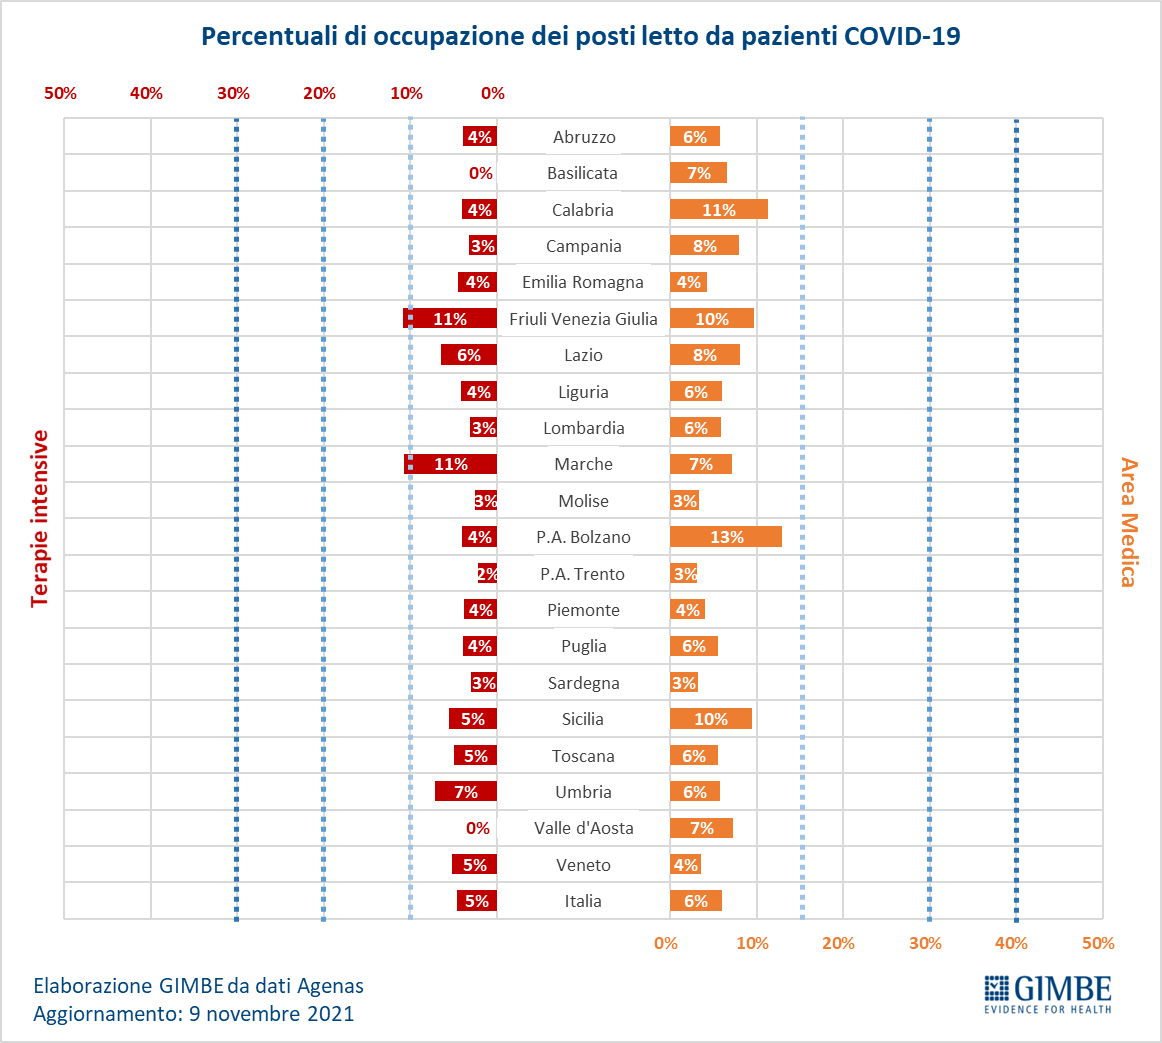 Percentuali di occupazione dei posti letto da pazienti COVID-19
50% 40% 30% 20% 10% 0%
4% Abruzzo 6%
0% Basilicata 7%
4% Calabria 11%
3% Campania 8%
4% Emilia Romagna 4%
11% Friuli Venezia Giulia 10%
6% Lazio 8%
4% Liguria 6%
3% Lombardia 6%
11% Marche 7%
3% Molise 3%
4% P.A. Bolzano 13%
2% P.A. Trento 3%
4% Piemonte 4%
4% Puglia 6%
3% Sardegna 3%
5% Sicilia 10%
5% Toscana 6%
7% Umbria 6%
0% Valle d'Aosta 7%
5% Veneto 4%
5% Italia 6%
Terapie intensive
Area Medica
0% 10% 20% 30% 40% 50%
Elaborazione GIMBE da dati Agenas
Aggiornamento: 9 novembre 2021
GIMBE
EVIDENCE FOR HEALTH